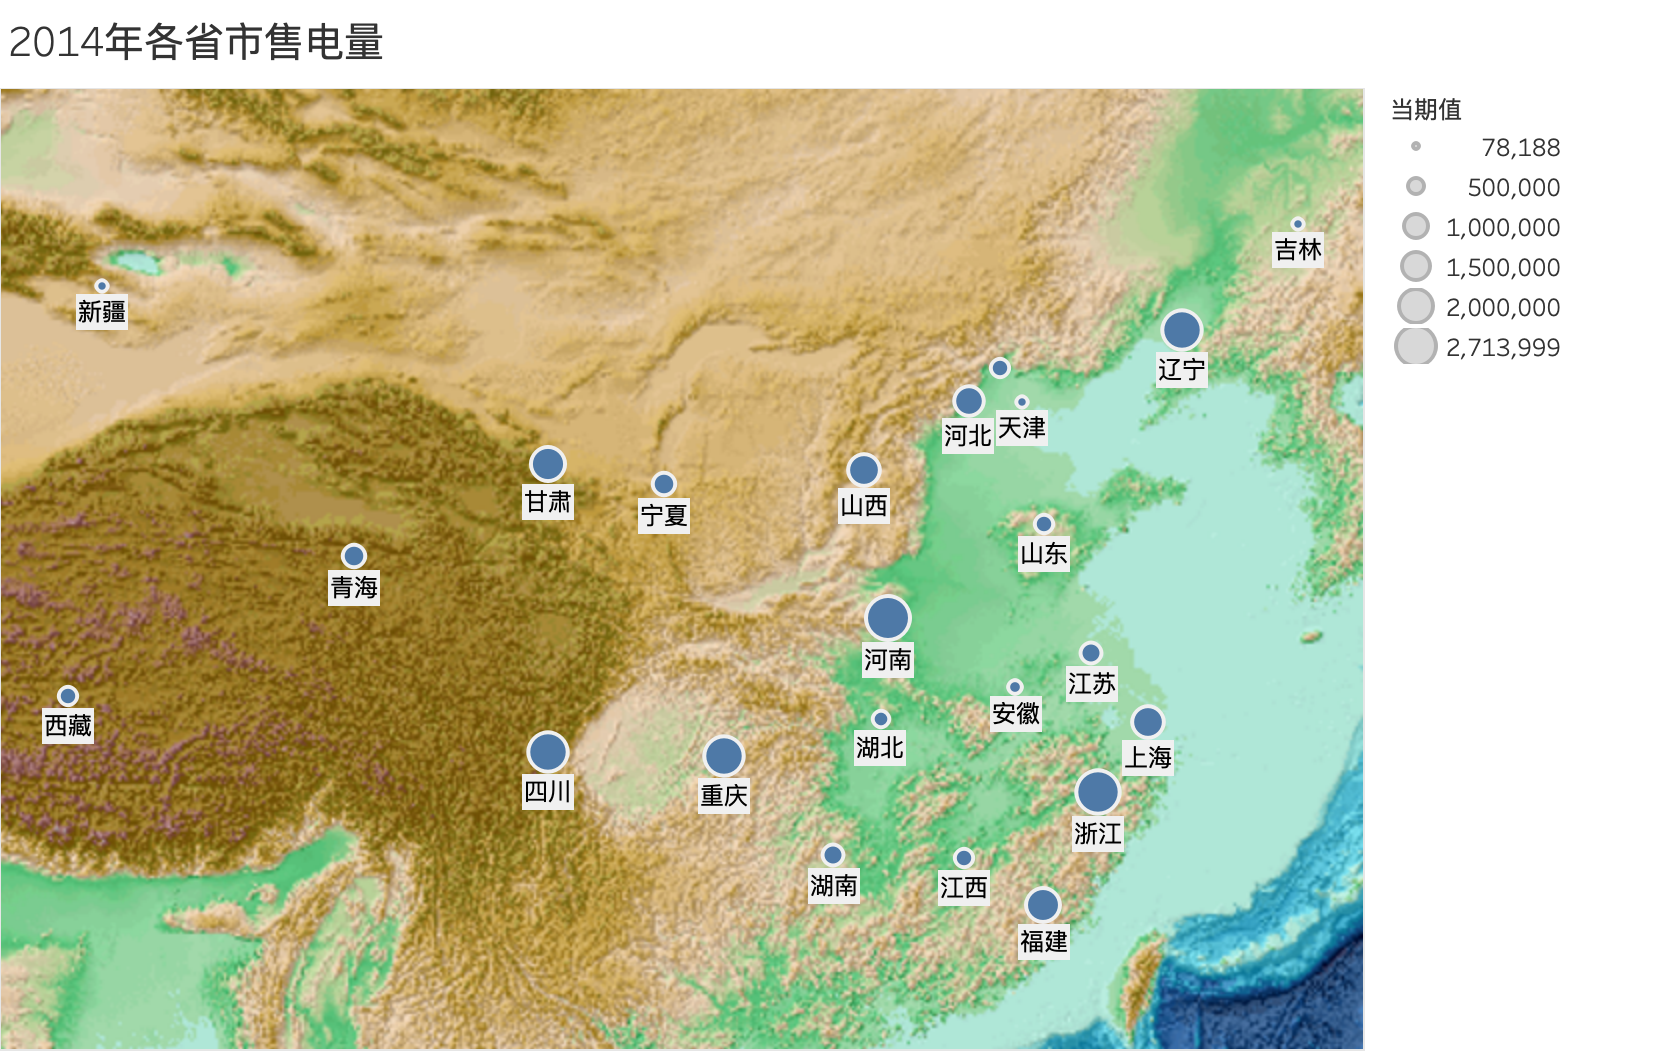 2014年各省市售电量
当期值
78,188
500,000
1,000,000
1,500,000
2,000,000
2,713,999
吉林
新疆
辽宁
天津
河北
甘肃
山西
宁夏
山东
青海
河南
江苏
安徽
西藏
湖北
上海
四川
重庆
浙江
湖南
江西
福建